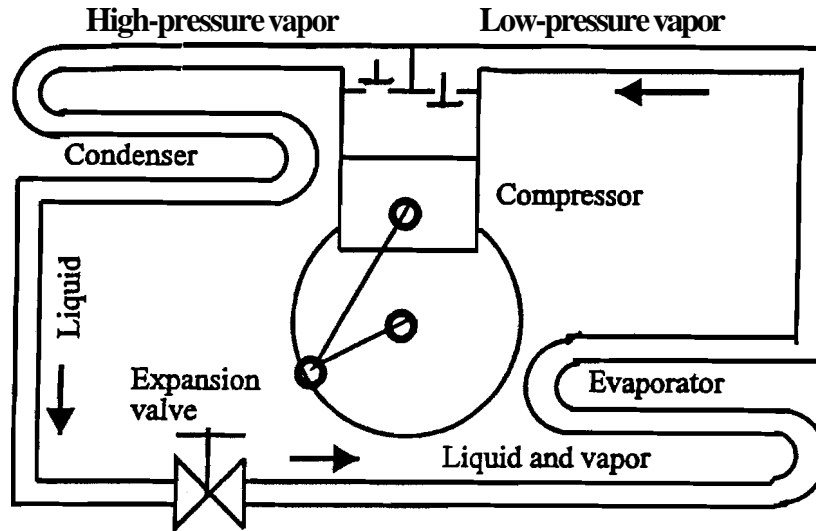 High-pressure vapor
Low-pressure vapor
Condenser
Compressor
Liquid
Expansion
valve
Evaporator
Liquid and vapor